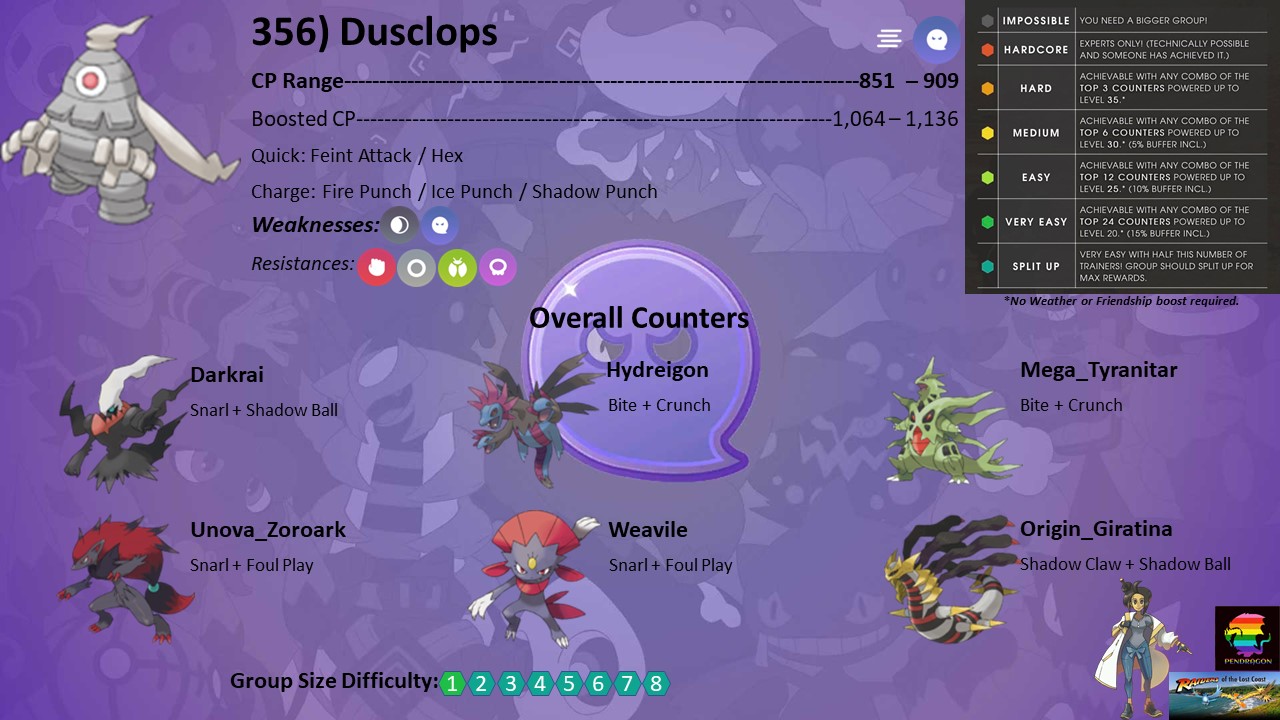 356) Dusclops
CP Range-------------------------------------------------------------------------851 – 909
Boosted CP--------------------------------------------------------------------1,064 – 1,136
Quick: Feint Attack / Hex
Charge: Fire Punch / Ice Punch / Shadow Punch
Weaknesses:
Resistances:
IMPOSSIBLE YOU NEED A BIGGER GROUP!
HARDCORE EXPERTS ONLY! (TECHNICALLY POSSIBLE
AND SOMEONE HAS ACHIEVED IT.)
HARD ACHIEVABLE WITH ANY COMBO OF THE
TOP 3 COUNTERS POWERED UP TO
LEVEL 35.*
MEDIUM ACHIEVABLE WITH ANY COMBO OF THE
TOP 6 COUNTERS POWERED UP TO
LEVEL 30.* (5% BUFFER INCL.)
EASY ACHIEVABLE WITH ANY COMBO OF THE
TOP 12 COUNTERS POWERED UP TO
LEVEL 25.* (10% BUFFER INCL.)
VERY EASY ACHIEVABLE WITH ANY COMBO OF THE
TOP 24 COUNTERS POWERED UP TO
LEVEL 20.* (15% BUFFER INCL.)
SPLIT UP VERY EASY WITH HALF THIS NUMBER OF
TRAINERS! GROUP SHOULD SPLIT UP FOR
MAX REWARDS.
*No Weather or Friendship boost required.
Overall Counters
Darkrai
Snarl + Shadow Ball
Hydreigon
Bite + Crunch
Mega_Tyranitar
Bite + Crunch
Unova_Zoroark
Snarl + Foul Play
Weavile
Snarl + Foul Play
Origin_Giratina
Shadow Claw + Shadow Ball
Group Size Difficulty: 1 2 3 4 5 6 7 8
PENDRAGON
RAIDERS of the Lost Coast